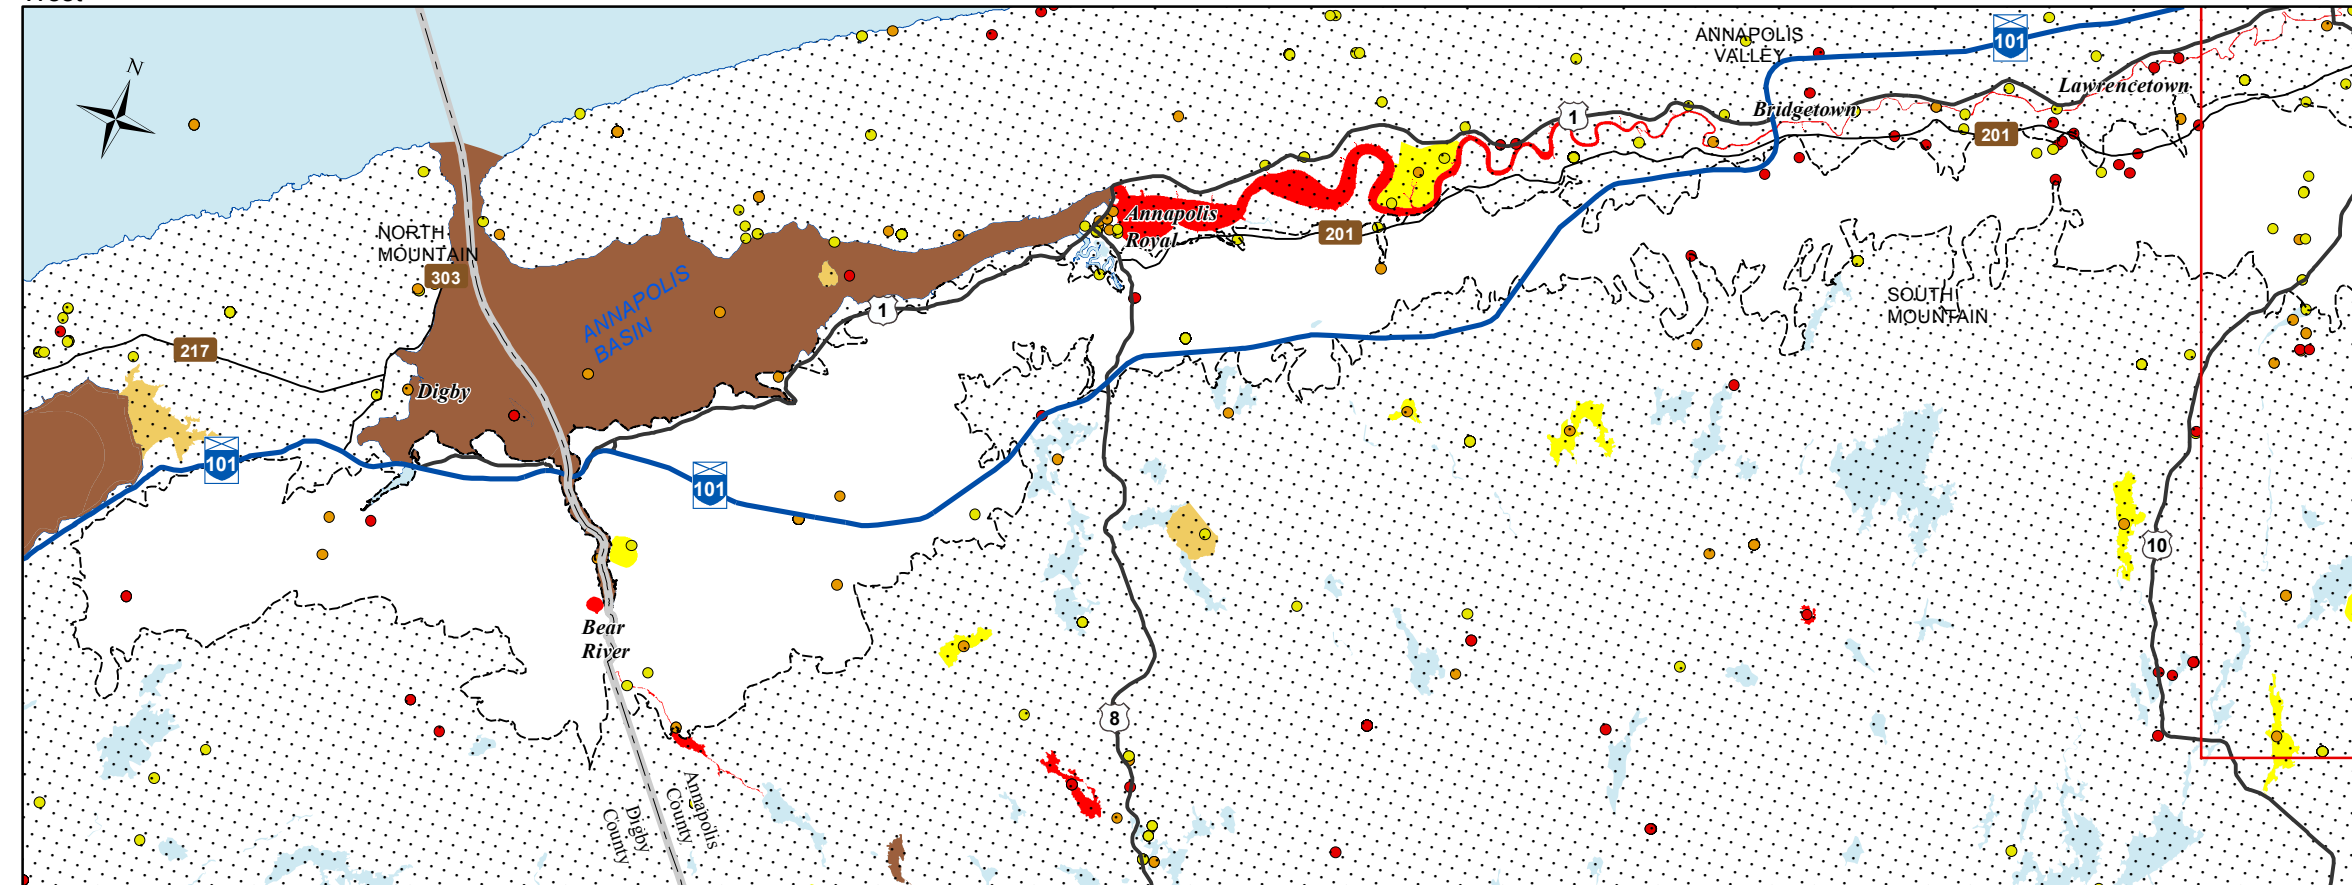 N
ANNAPOLIS
VALLEY
101
Lawrencetown
Bridgetown
1
201
Annapolis
Royal
201
NORTH
MOUNTAIN
303
ANNAPOLIS
BASIN
1
SOUTH
MOUNTAIN
217
Digby
101
101
10
Bear
River
8
Annapolis
County
Digby
County